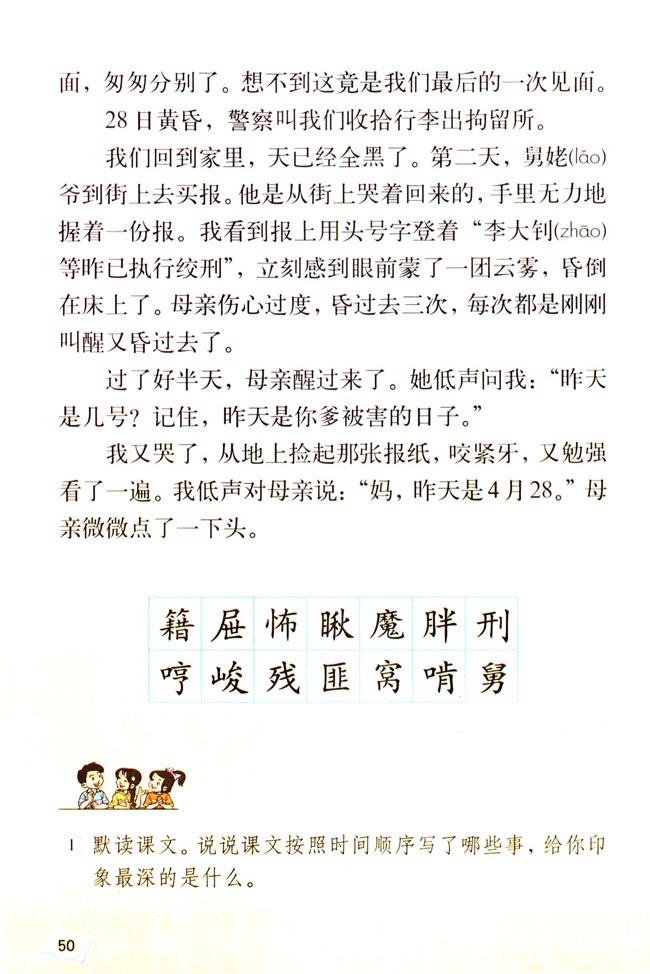 面，匆匆分别了。想不到这竟是我们最后的一次见面。
28日黄昏，警察叫我们收拾行李出拘留所。
我们回到家里，天已经全黑了。第二天，舅姥(lǎo)
爷到街上去买报。他是从街上哭着回来的，手里无力地
握着一份报。我看到报上用头号字登着“李大钊(zhāo)
等昨已执行绞刑”，立刻感到眼前蒙了一团云雾，昏倒
在床上了。母亲伤心过度，昏过去三次，每次都是刚刚
叫醒又昏过去了。
过了好半天，母亲醒过来了。她低声问我：“昨天
是几号？记住，昨天是你爹被害的日子。”
我又哭了，从地上捡起那张报纸，咬紧牙，又勉强
看了一遍。我低声对母亲说：“妈，昨天是4月28。”母
亲微微点了一下头。
籍屉怖瞅魔胖刑
哼峻残匪窝啃舅
1 默读课文。说说课文按照时间顺序写了哪些事，给你印
象最深的是什么。
50